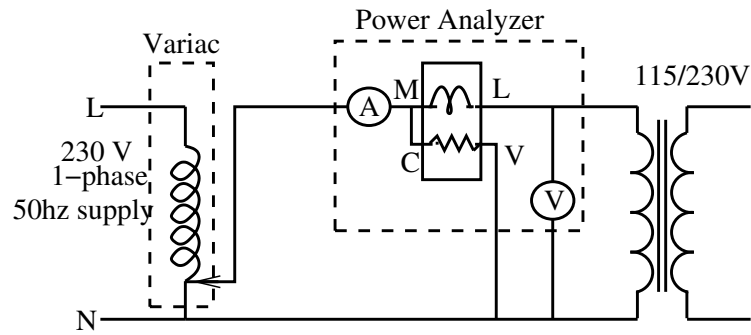 Power Analyzer
Variac
115/230V
L
A
M
L
230 V
1−phase
50hz supply
C
V
V
N